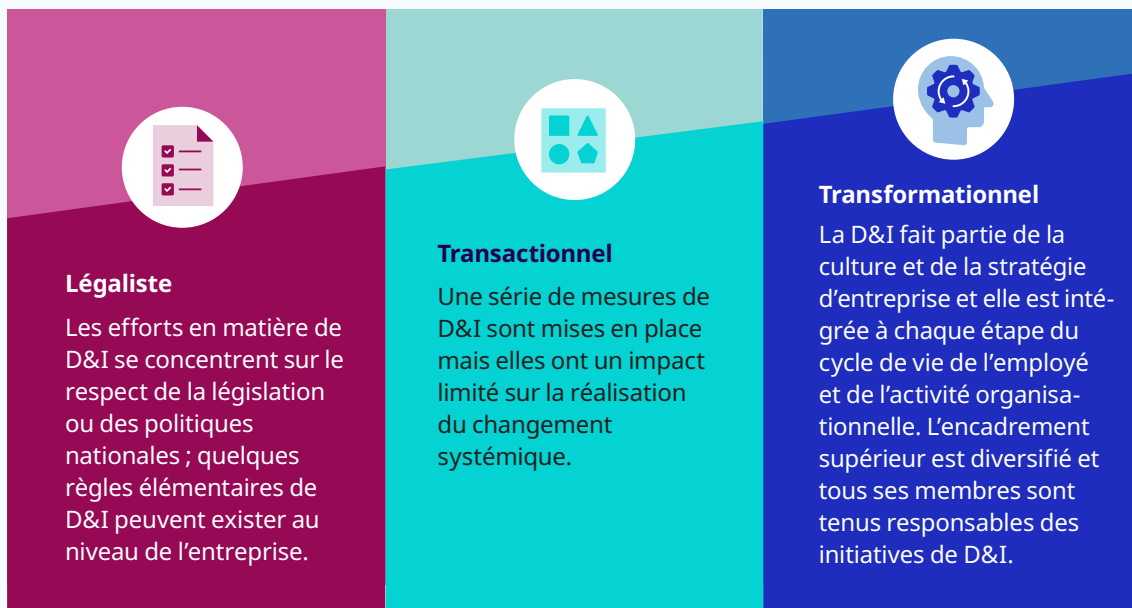 Légaliste
Les efforts en matière de
D&I se concentrent sur le
respect de la législation
ou des politiques
nationales ; quelques
règles élémentaires de
D&I peuvent exister au
niveau de l’entreprise.
Transactionnel
Une série de mesures de
D&I sont mises en place
mais elles ont un impact
limité sur la réalisation
du changement
systémique.
Transformationnel
La D&I fait partie de la
culture et de la stratégie
d’entreprise et elle est inté-
grée à chaque étape du
cycle de vie de l’employé
et de l’activité organisa-
tionnelle. L’encadrement
supérieur est diversifié et
tous ses membres sont
tenus responsables des
initiatives de D&I.